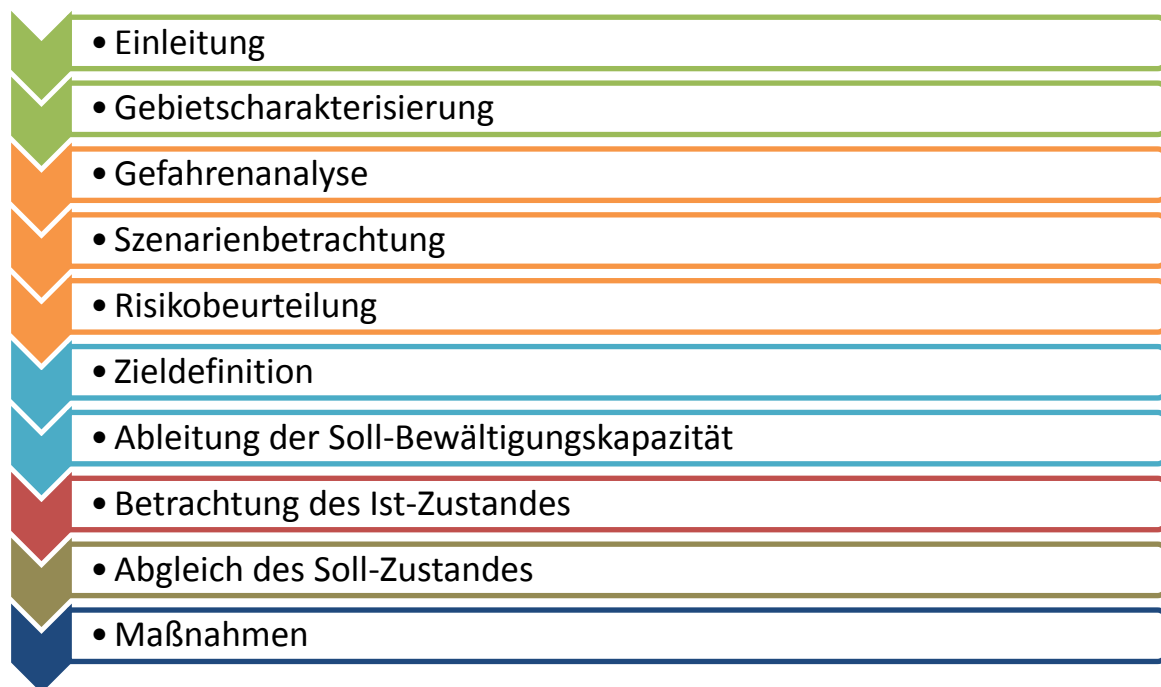 • Einleitung
• Gebietscharakterisierung
• Gefahrenanalyse
• Szenarienbetrachtung
• Risikobeurteilung
• Zieldefinition
• Ableitung der Soll-Bewältigungskapazität
• Betrachtung des Ist-Zustandes
• Abgleich des Soll-Zustandes
• Maßnahmen